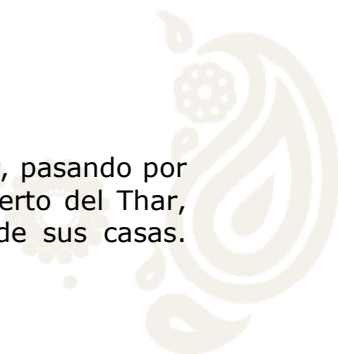 , pasando por
erto del Thar,
de sus casas.